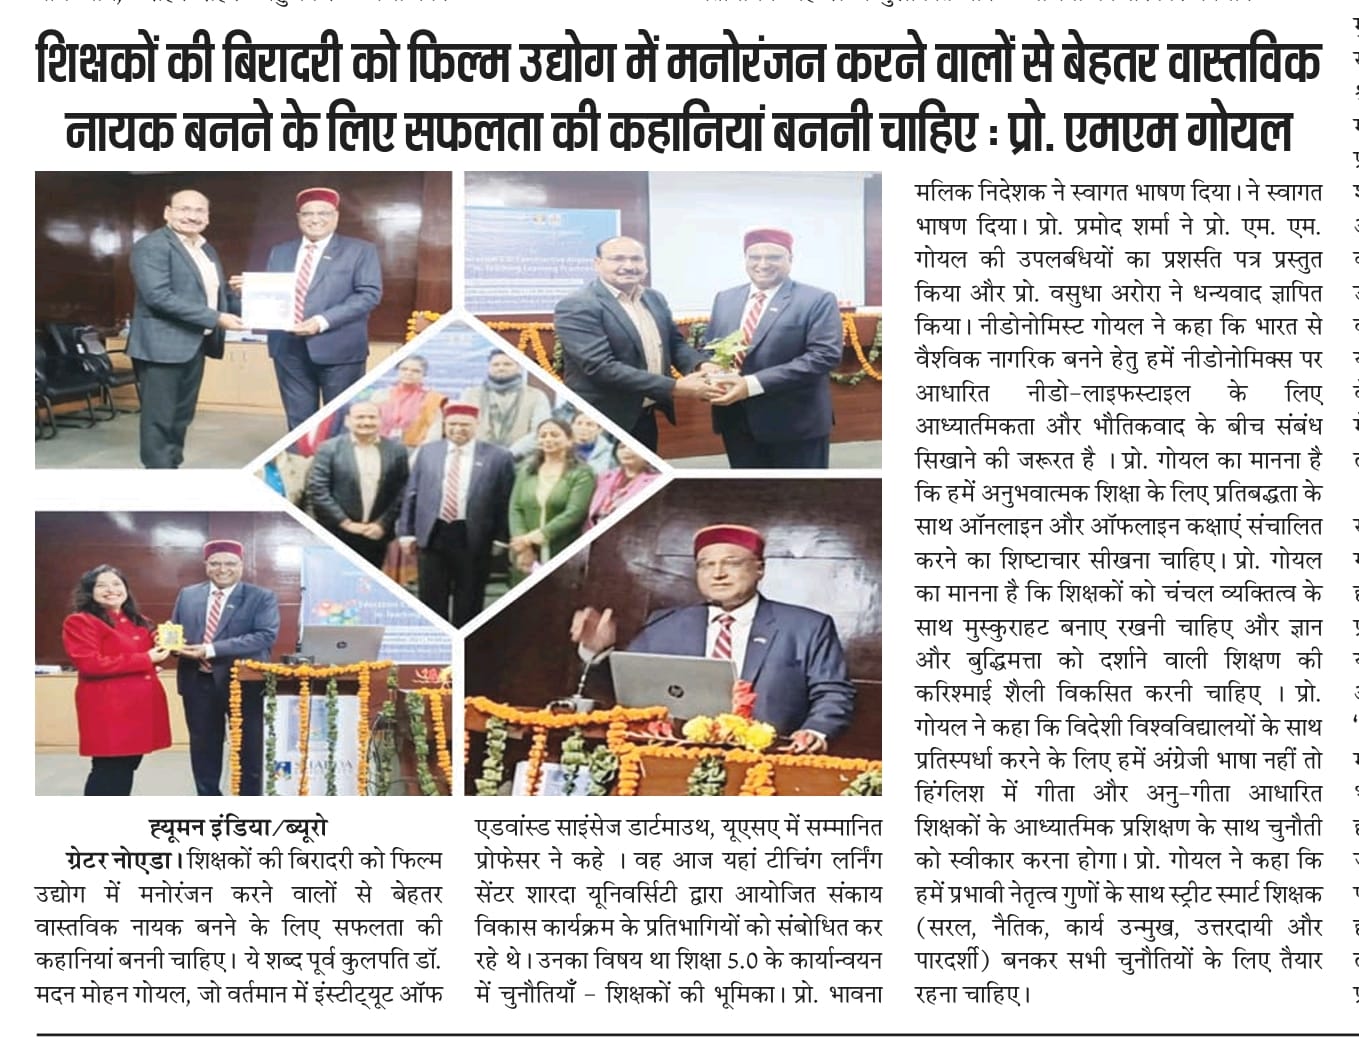 शिक्षकों की बिरादरी को फिल्म उद्योग में मनोरंजन करने वालों से बेहतर वास्तविक
नायक बनने के लिए सफलता की कहानियां बननी चाहिए : प्रो. एमएम गोयल
ह्यूमन इंडिया/ब्यूरो
ग्रेटर नोएडा। शिक्षकों की बिरादरी को फिल्म
उद्योग में मनोरंजन करने वालों से बेहतर
वास्तविक नायक बनने के लिए सफलता की
कहानियां बननी चाहिए। ये शब्द पूर्व कुलपति डॉ.
मदन मोहन गोयल, जो वर्तमान में इंस्टीट्यूट ऑफ
एडवांस्ड साइंसेज डार्टमाउथ, यूएसए में सम्मानित
प्रोफेसर ने कहे । वह आज यहां टीचिंग लर्निंग
सेंटर शारदा यूनिवर्सिटी द्वारा आयोजित संकाय
विकास कार्यक्रम के प्रतिभागियों को संबोधित कर
रहे थे। उनका विषय था शिक्षा 5.0 के कार्यान्वयन
में चुनौतियाँ - शिक्षकों की भूमिका। प्रो. भावना
मलिक निदेशक ने स्वागत भाषण दिया। ने स्वागत
भाषण दिया। प्रो. प्रमोद शर्मा ने प्रो. एम. एम.
गोयल की उपलबंधियों का प्रशस्ति पत्र प्रस्तुत
किया और प्रो. वसुधा अरोरा ने धन्यवाद ज्ञापित
किया। नीडोनोमिस्ट गोयल ने कहा कि भारत से
वैश्विक नागरिक बनने हेतु हमें नीडोनोमिक्स पर
आधारित नीडो-लाइफस्टाइल के लिए
आध्यात्मिकता और भौतिकवाद के बीच संबंध
सिखाने की जरूरत है । प्रो. गोयल का मानना है
कि हमें अनुभवात्मक शिक्षा के लिए प्रतिबद्धता के
साथ ऑनलाइन और ऑफलाइन कक्षाएं संचालित
करने का शिष्टाचार सीखना चाहिए। प्रो. गोयल
का मानना है कि शिक्षकों को चंचल व्यक्तित्व के
साथ मुस्कुराहट बनाए रखनी चाहिए और ज्ञान
और बुद्धिमत्ता को दर्शाने वाली शिक्षण की
करिश्माई शैली विकसित करनी चाहिए । प्रो.
गोयल ने कहा कि विदेशी विश्वविद्यालयों के साथ
प्रतिस्पर्धा करने के लिए हमें अंग्रेजी भाषा नहीं तो
हिंग्लिश में गीता और अनु-गीता आधारित
शिक्षकों के आध्यात्मिक प्रशिक्षण के साथ चुनौती
को स्वीकार करना होगा। प्रो. गोयल ने कहा कि
हमें प्रभावी नेतृत्व गुणों के साथ स्ट्रीट स्मार्ट शिक्षक
(सरल, नैतिक, कार्य उन्मुख, उत्तरदायी और
पारदर्शी) बनकर सभी चुनौतियों के लिए तैयार
रहना चाहिए।